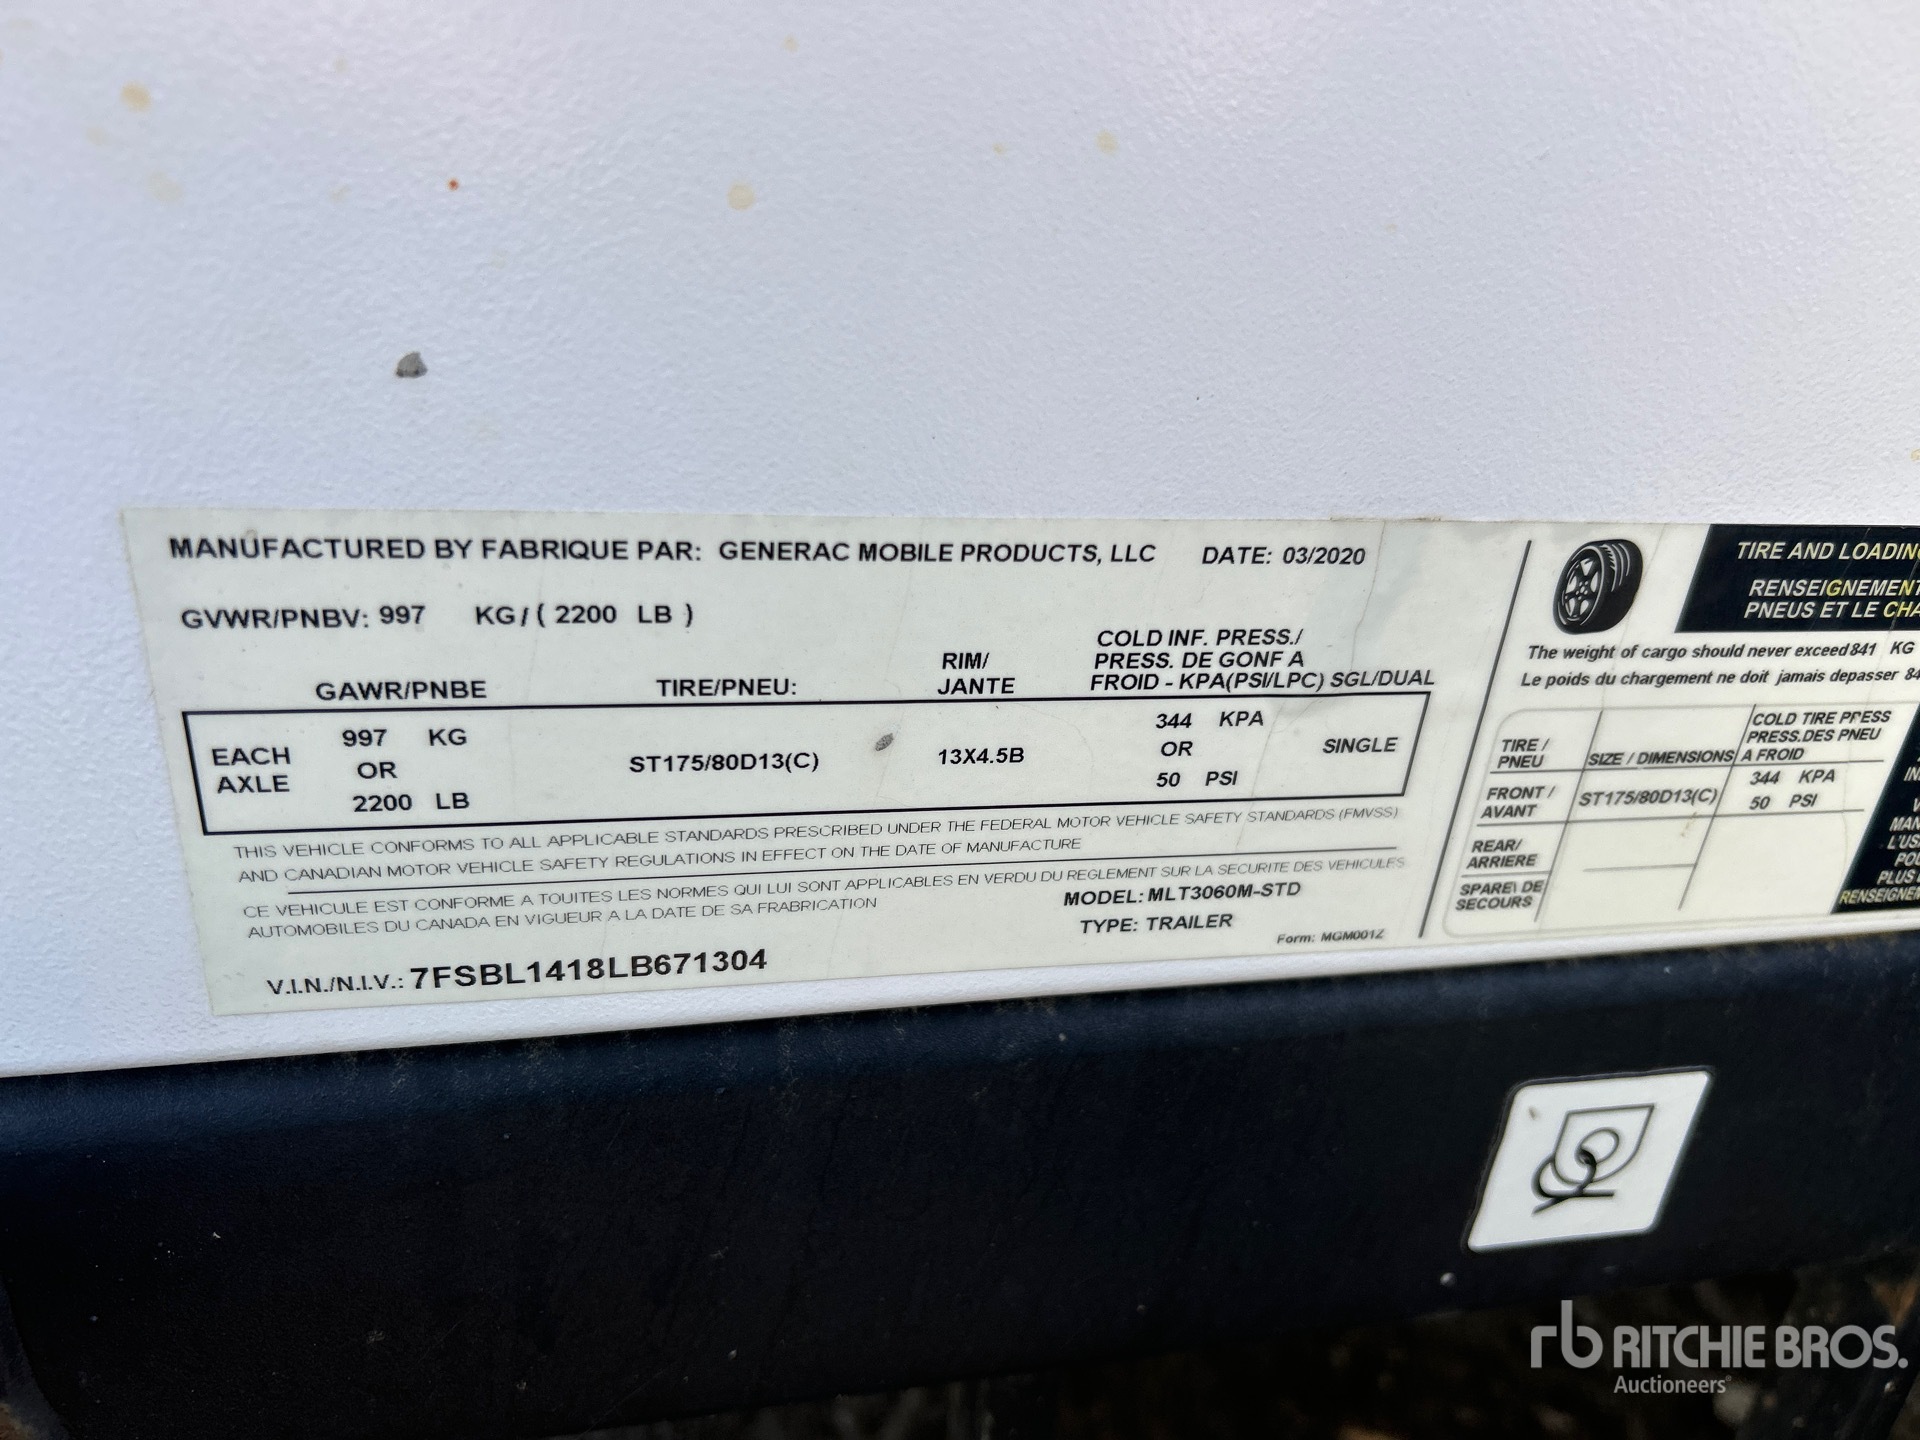 MANUFACTURED BY FABRIQUE PAR: GENERAC MOBILE PRODUCTS, LLC DATE: 03/2020
GVWR/PNBV: 997 KG / ( 2200 LB )
GAWR/PNBE TIRE/PNEU: RIM/ JANTE COLD INF. PRESS./
PRESS. DE GONF A
FROID - KPA(PSI/LPC) SGL/DUAL
EACH AXLE
997 KG
OR
2200 LB
ST175/80D13(C)
13X4.5B
344 KPA
OR
50 PSI
SINGLE
THIS VEHICLE CONFORMS TO ALL APPLICABLE STANDARDS PRESCRIBED UNDER THE FEDERAL MOTOR VEHICLE SAFETY STANDARDS (FMVSS)
AND CANADIAN MOTOR VEHICLE SAFETY REGULATIONS IN EFFECT ON THE DATE OF MANUFACTURE
CE VEHICULE EST CONFORME A TOUITES LES NORMES QUI LUI SONT APPLICABLES EN VERDU DU REGLEMENT SUR LA SECURITE DES VEHICULES
AUTOMOBILES DU CANADA EN VIGUEUR A LA DATE DE SA FRABRICATION
MODEL: MLT3060M-STD
TYPE: TRAILER
Form: MGM001Z
V.I.N./N.I.V.: 7FSBL1418LB671304
TIRE AND LOADING
RENSEIGNEMENT
PNEUS ET LE CHA
The weight of cargo should never exceed 841 KG
Le poids du chargement ne doit jamais depasser 84
TIRE / PNEU
SIZE / DIMENSIONS
COLD TIRE PRESS
PRESS.DES PNEU
A FROID
FRONT / AVANT
ST175/80D13(C)
344 KPA
50 PSI
REAR/ ARRIERE
SPARE\ DE SECOURS
MAN
L'US
PLUS
RENSEIGNE
rb RITCHIE BROS.
Auctioneers